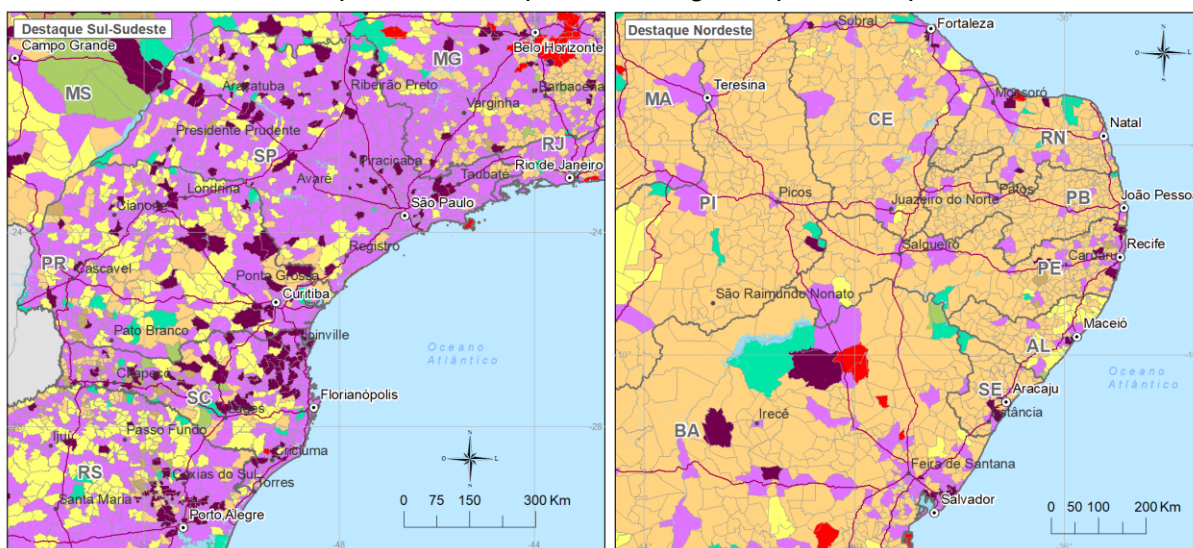 Destaque Sul-Sudeste
Campo Grande
Belo Horizonte
MG
MS
Araçatuba
Ribeirão Preto
Barbacena
Varginha
Presidente Prudente
SP
RJ
Piracicaba
Rio de Janeiro
Londrina
Avaré
Taubaté
Cianorte
São Paulo
-24
Registro
PR
Cascavel
Ponta Grossa
Curitiba
Pato Branco
Joinville
Oceano
Atlântico
Chapecó
SC
Lages
Florianópolis
Passo Fundo
-28
Ijuí
Criciúma
RS
Caxias do Sul
Torres
Santa Maria
Porto Alegre
0 75 150 300 Km
-48
-44
Destaque Nordeste
Sobral
Fortaleza
MA
Teresina
Mossoró
CE
RN
Natal
Picos
Patos
PI
Juazeiro do Norte
PB
João Pesso
Salgueiro
Recife
PE
Caruaru
São Raimundo Nonato
Maceió
AL
Oceano
Atlântico
SE
Aracaju
Estância
Irecê
BA
Feira de Santana
Salvador
0 50 100 200 Km